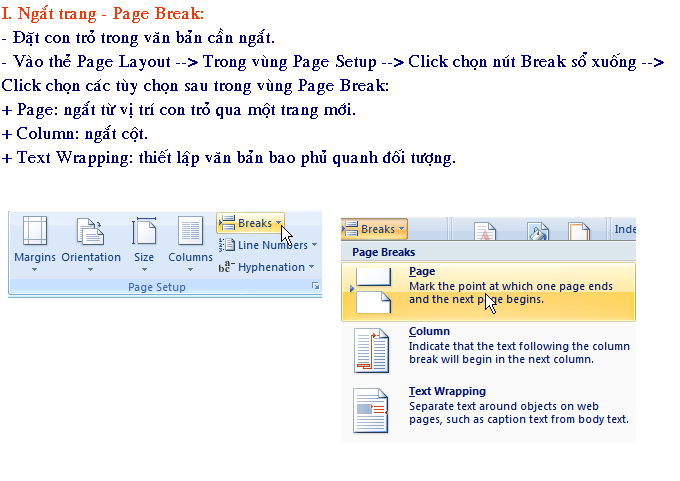 I. Ngắt trang - Page Break:
- Đặt con trỏ trong văn bản cần ngắt.
- Vào thẻ Page Layout --> Trong vùng Page Setup --> Click chọn nút Break sổ xuống -->
Click chọn các tùy chọn sau trong vùng Page Break:
+ Page: ngắt từ vị trí con trỏ qua một trang mới.
+ Column: ngắt cột.
+ Text Wrapping: thiết lập văn bản bao phủ quanh đối tượng.
Margins
Orientation
Size
Columns
Breaks
Line Numbers
Hyphenation
Page Setup
Breaks
Inde
Page Breaks
Page
Mark the point at which one page ends
and the next page begins.
Column
Indicate that the text following the column
break will begin in the next column.
Text Wrapping
Separate text around objects on web
pages, such as caption text from body text.